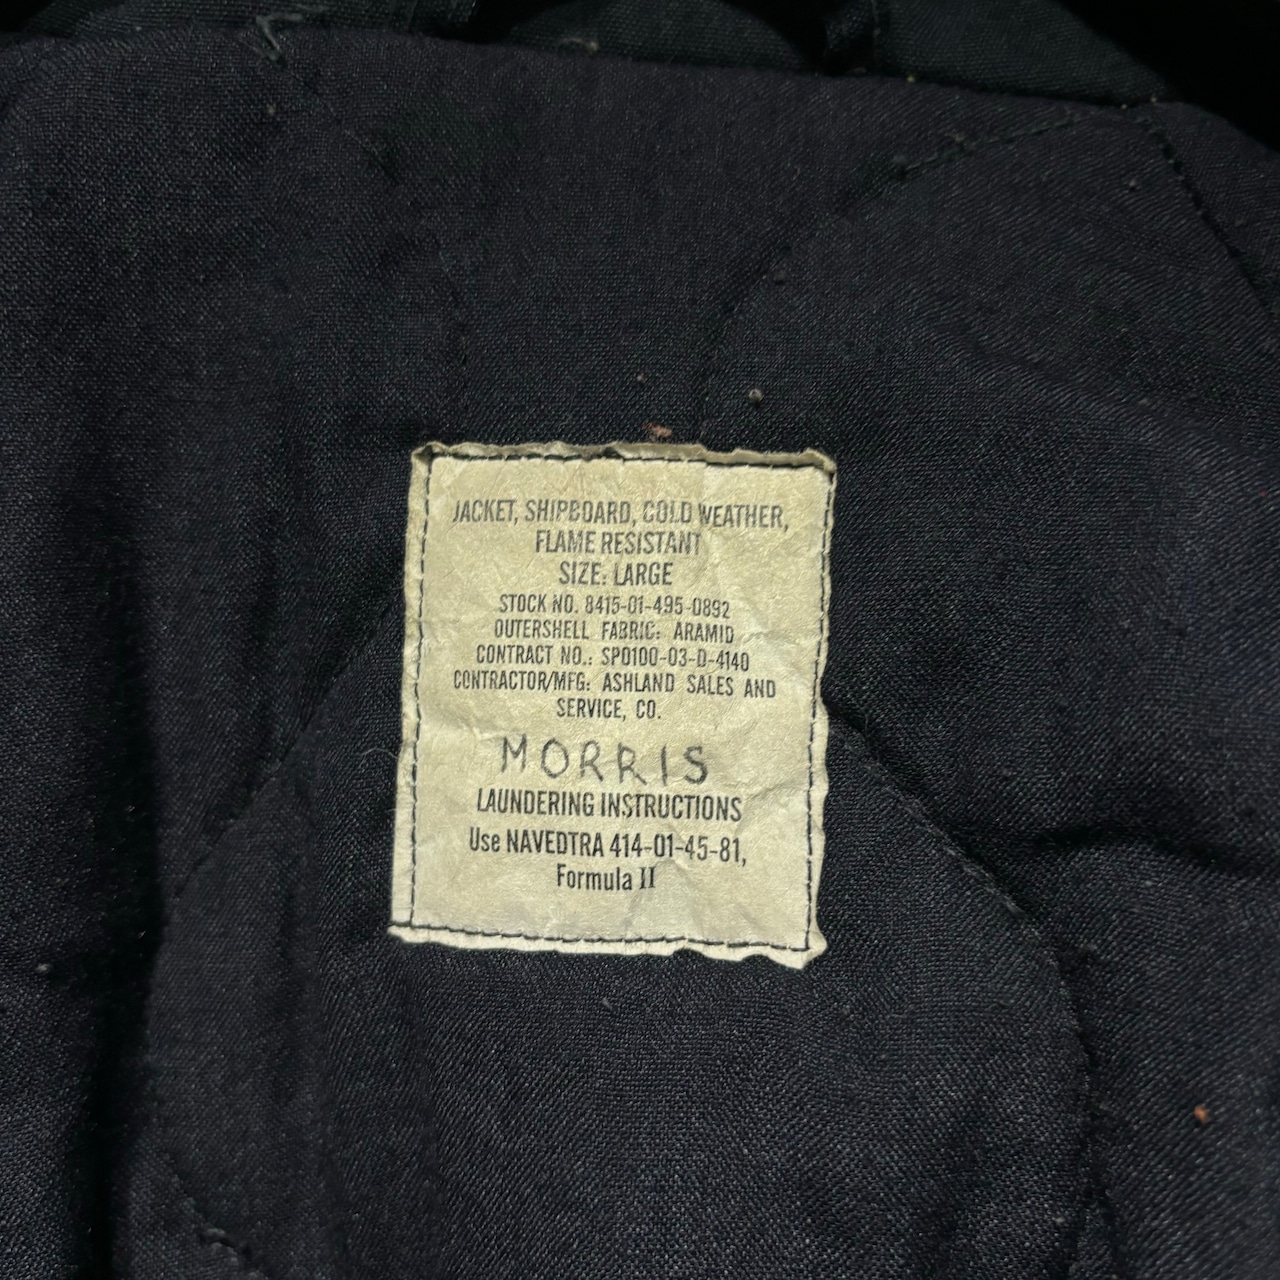 JACKET, SHIPBOARD, COLD WEATHER,
FLAME RESISTANT
SIZE: LARGE
STOCK NO. 8415-01-495-0892
OUTERSHELL FABRIC: ARAMID
CONTRACT NO.: SPO100-03-D-4140
CONTRACTOR/MFG: ASHLAND SALES AND
SERVICE, CO.
MORRIS
LAUNDERING INSTRUCTIONS
Use NAVEDTRA 414-01-45-81,
Formula II